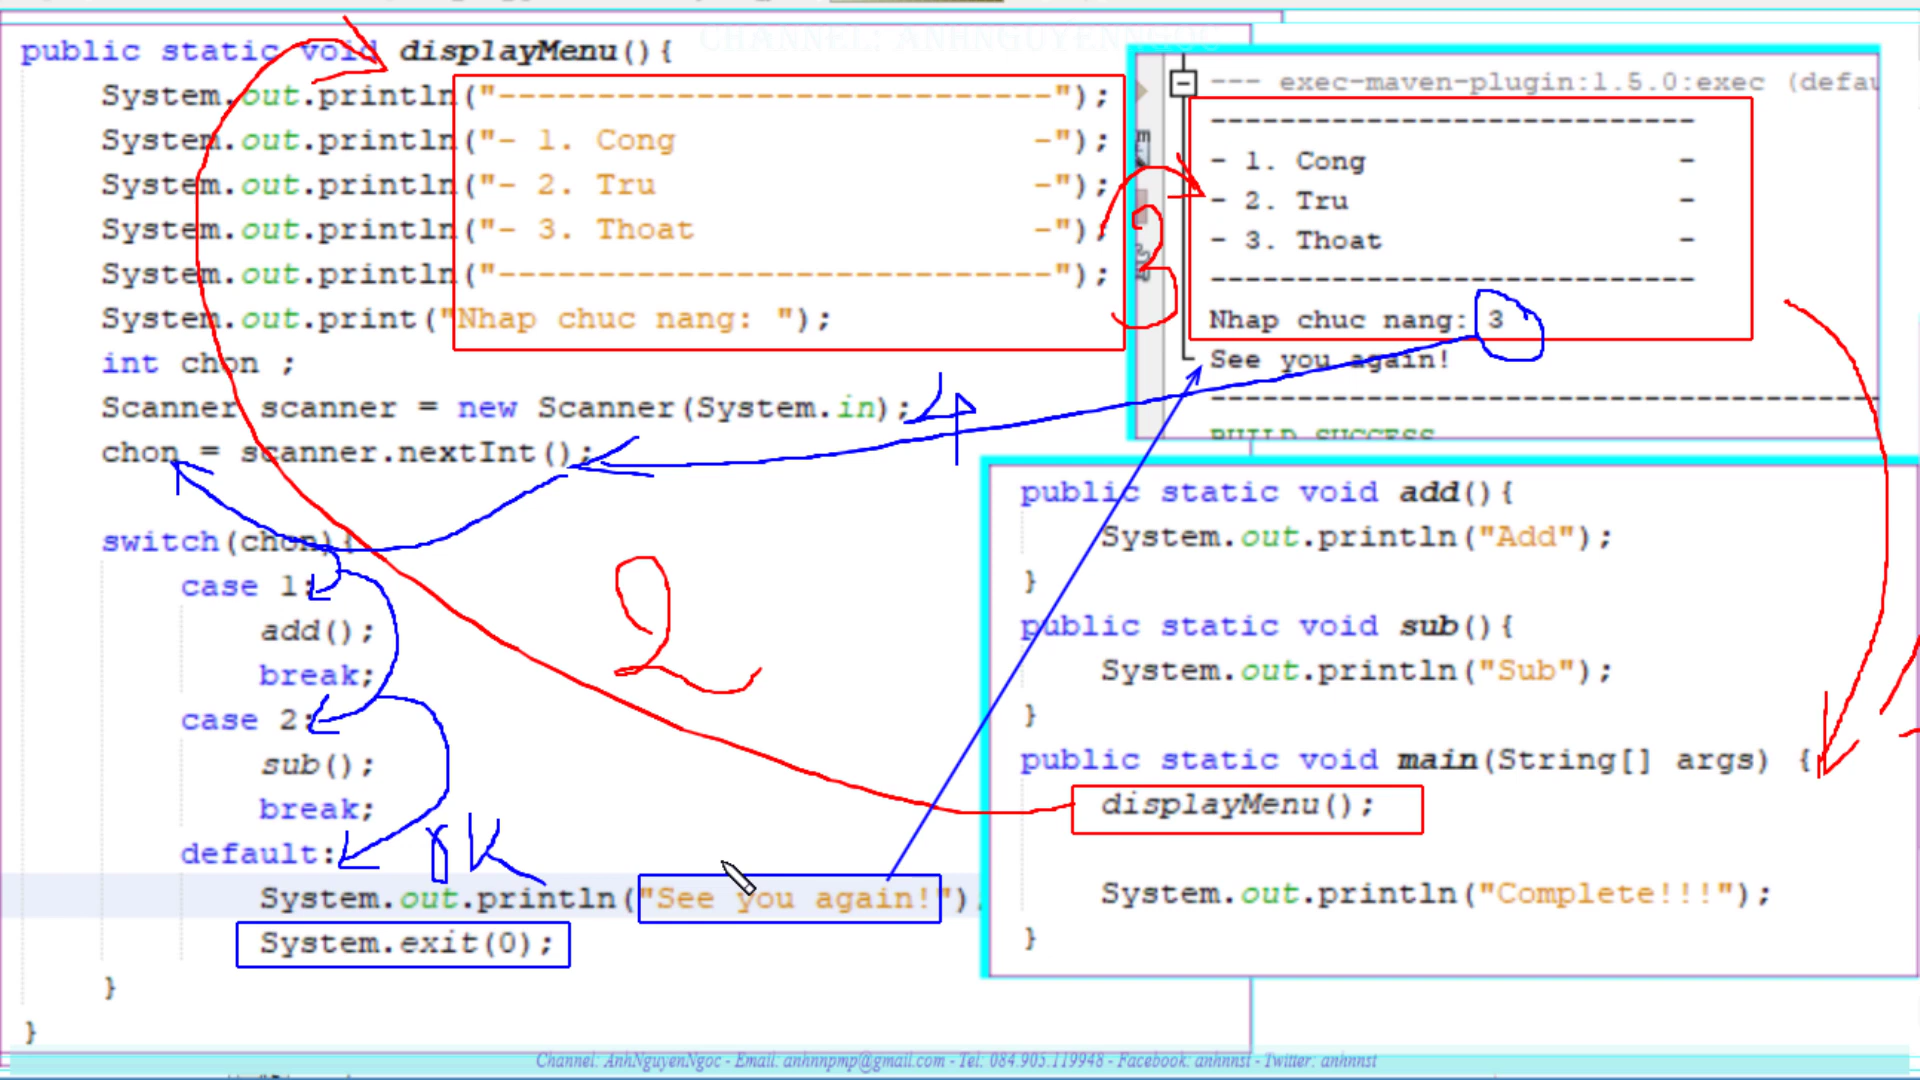 CHANNEL: ANHNGUYENNGOC
public static void displayMenu(){
System.out.println("-----------------------------");
System.out.println("- 1. Cong                  -");
System.out.println("- 2. Tru                   -");
System.out.println("- 3. Thoat                 -");
System.out.println("-----------------------------");
System.out.print("Nhap chuc nang: ");
int chon ;
Scanner scanner = new Scanner(System.in);
chon = scanner.nextInt();
switch(chon){
case 1:
add();
break;
case 2:
sub();
break;
default:
System.out.println("See you again!")
System.exit(0);
}
}
--- exec-maven-plugin:1.5.0:exec (defau
-----------------------------
- 1. Cong                  -
- 2. Tru                   -
- 3. Thoat                 -
-----------------------------
Nhap chuc nang: 3
See you again!
----------------------------------------
BUILD SUCCESS
public static void add(){
System.out.println("Add");
}
public static void sub(){
System.out.println("Sub");
}
public static void main(String[] args) {
displayMenu();
System.out.println("Complete!!!");
}
2
3
4
Channel: AnhNguyenNgoc - Email: anhnnpmp@gmail.com - Tel: 084.905.119948 - Facebook: anhnnst - Twitter: anhnnst